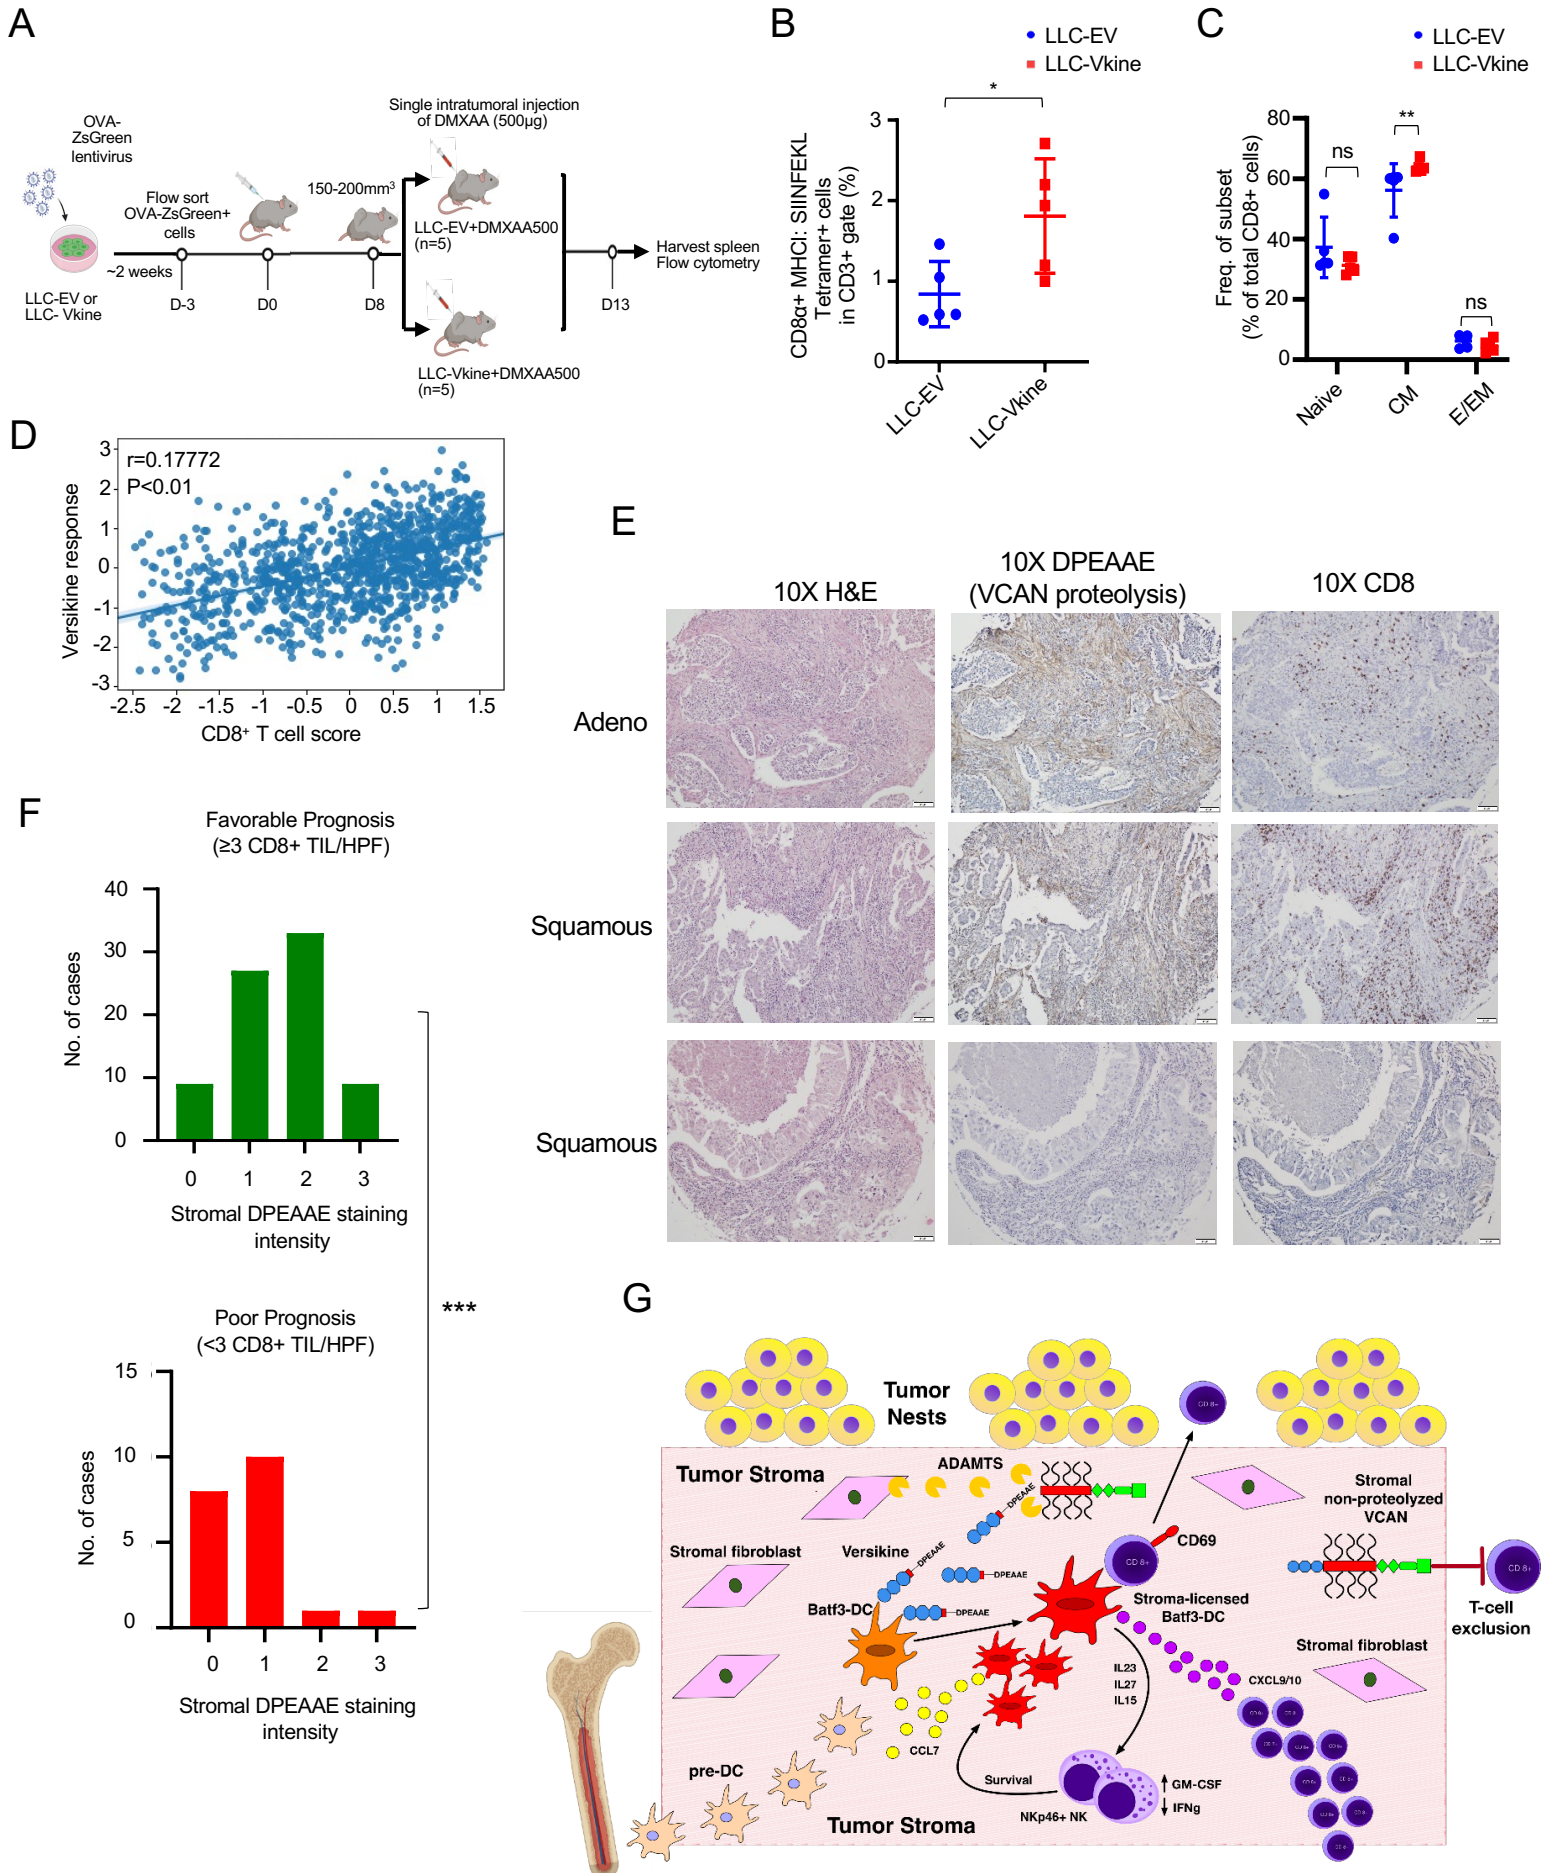 A
OVA-
ZsGreen
lentivirus
Flow sort
OVA-ZsGreen+
cells
~2 weeks
LLC-EV or
LLC- Vkine
D-3
D0
150-200mm³
D8
Single intratumoral injection
of DMXAA (500µg)
LLC-EV+DMXAA500
(n=5)
LLC-Vkine+DMXAA500
(n=5)
D13
Harvest spleen
Flow cytometry
B
LLC-EV
LLC-Vkine
*
CD8α+ MHCI: SIINFEKL
Tetramer+ cells
in CD3+ gate (%)
3
2
1
0
LLC-EV
LLC-Vkine
C
LLC-EV
LLC-Vkine
Freq. of subset
(% of total CD8+ cells)
80
60
40
20
0
ns
**
ns
Naive
CM
E/EM
D
r=0.17772
P<0.01
Versikine response
3
2
1
0
-1
-2
-3
-2.5 -2 -1.5 -1 -0.5 0 0.5 1 1.5
CD8⁺ T cell score
E
10X H&E
10X DPEAAE
(VCAN proteolysis)
10X CD8
Adeno
Squamous
Squamous
F
Favorable Prognosis
(≥3 CD8+ TIL/HPF)
No. of cases
40
30
20
10
0
0 1 2 3
Stromal DPEAAE staining
intensity
***
Poor Prognosis
(<3 CD8+ TIL/HPF)
No. of cases
15
10
5
0
0 1 2 3
Stromal DPEAAE staining
intensity
G
Tumor
Nests
CD 8+
Tumor Stroma
ADAMTS
DPEAAE
Stromal
non-proteolyzed
VCAN
Stromal fibroblast
Versikine
DPEAAE
DPEAAE
DPEAAE
CD 8+
CD69
CD 8+
Batf3-DC
Stroma-licensed
Batf3-DC
T-cell
exclusion
Stromal fibroblast
IL23
IL27
IL15
CXCL9/10
CCL7
pre-DC
Survival
NKp46+ NK
GM-CSF
IFNg
Tumor Stroma